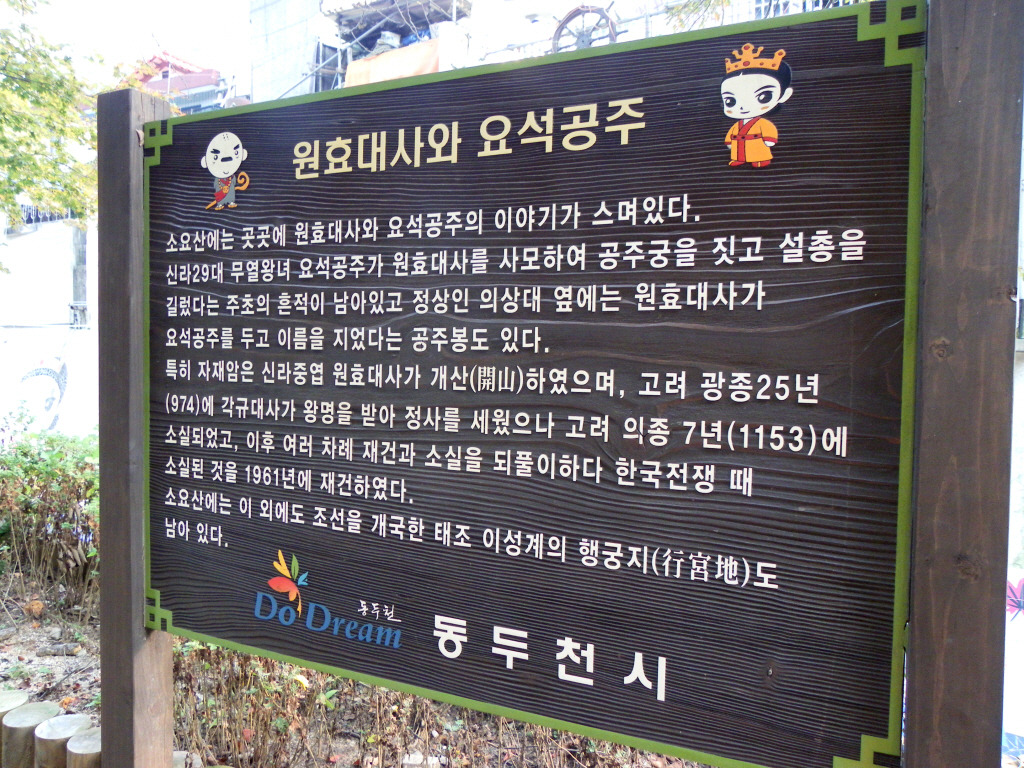 원효대사와 요석공주
소요산에는 곳곳에 원효대사와 요석공주의 이야기가 스며있다.
신라29대 무열왕녀 요석공주가 원효대사를 사모하여 공주궁을 짓고 설총을
길렀다는 주초의 흔적이 남아있고 정상인 의상대 옆에는 원효대사가
요석공주를 두고 이름을 지었다는 공주봉도 있다.
특히 자재암은 신라중엽 원효대사가 개산(開山)하였으며, 고려 광종25년
(974)에 각규대사가 왕명을 받아 정사를 세웠으나 고려 의종 7년(1153)에
소실되었고, 이후 여러 차례 재건과 소실을 되풀이하다 한국전쟁 때
소실된 것을 1961년에 재건하였다.
소요산에는 이 외에도 조선을 개국한 태조 이성계의 행궁지(行宮地)도
남아 있다.
동두천
Do Dream
동두천시